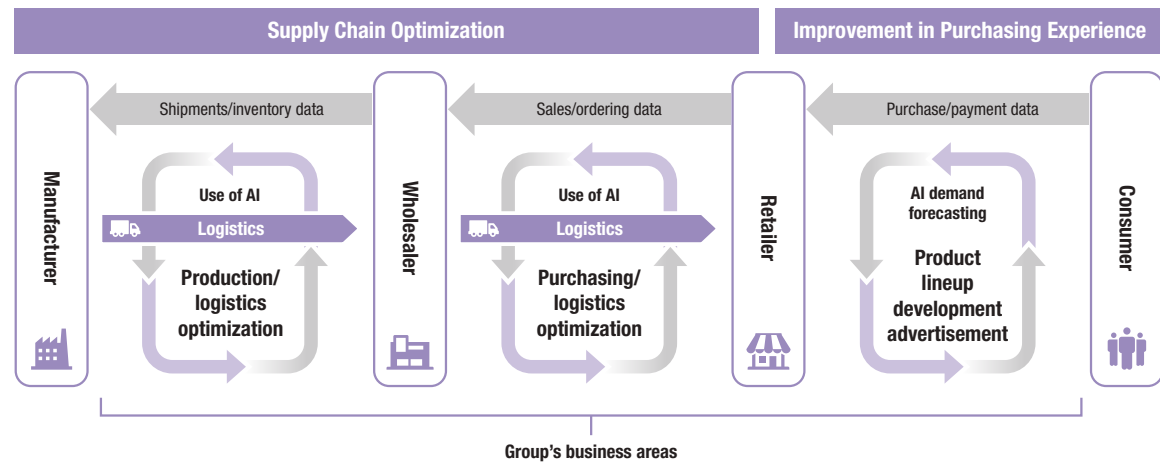 Supply Chain Optimization
Improvement in Purchasing Experience
Shipments/inventory data
Sales/ordering data
Purchase/payment data
Manufacturer
Use of AI
Logistics
Production/
logistics
optimization
Wholesaler
Use of AI
Logistics
Purchasing/
logistics
optimization
Retailer
AI demand
forecasting
Product
lineup
development
advertisement
Consumer
Group's business areas